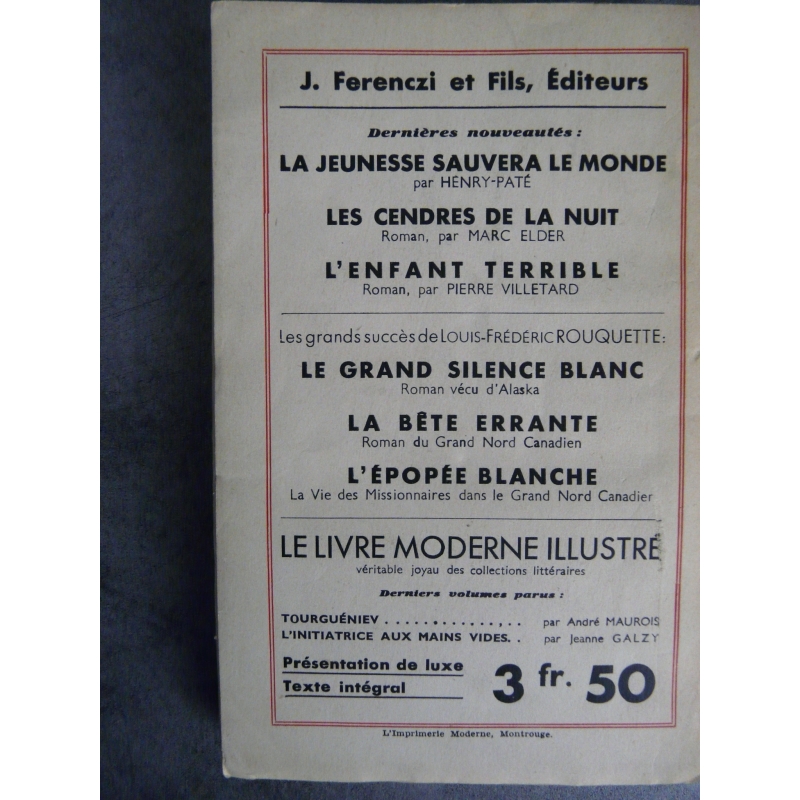 J. Ferenczi et Fils, Éditeurs
Dernières nouveautés :
LA JEUNESSE SAUVERA LE MONDE
par HENRY-PATÉ
LES CENDRES DE LA NUIT
Roman, par MARC ELDER
L'ENFANT TERRIBLE
Roman, par PIERRE VILLETARD
Les grands succès de LOUIS-FRÉDÉRIC ROUQUETTE :
LE GRAND SILENCE BLANC
Roman vécu d'Alaska
LA BÊTE ERRANTE
Roman du Grand Nord Canadien
L'ÉPOPÉE BLANCHE
La Vie des Missionnaires dans le Grand Nord Canadier
LE LIVRE MODERNE ILLUSTRÉ
véritable joyau des collections littéraires
Derniers volumes parus :
TOURGUÉNIEV . . . . . . . . . . . . , . . par André MAUROIS
L'INITIATRICE AUX MAINS VIDES. . par Jeanne GALZY
Présentation de luxe
Texte intégral
3 fr. 50
L'Imprimerie Moderne, Montrouge.